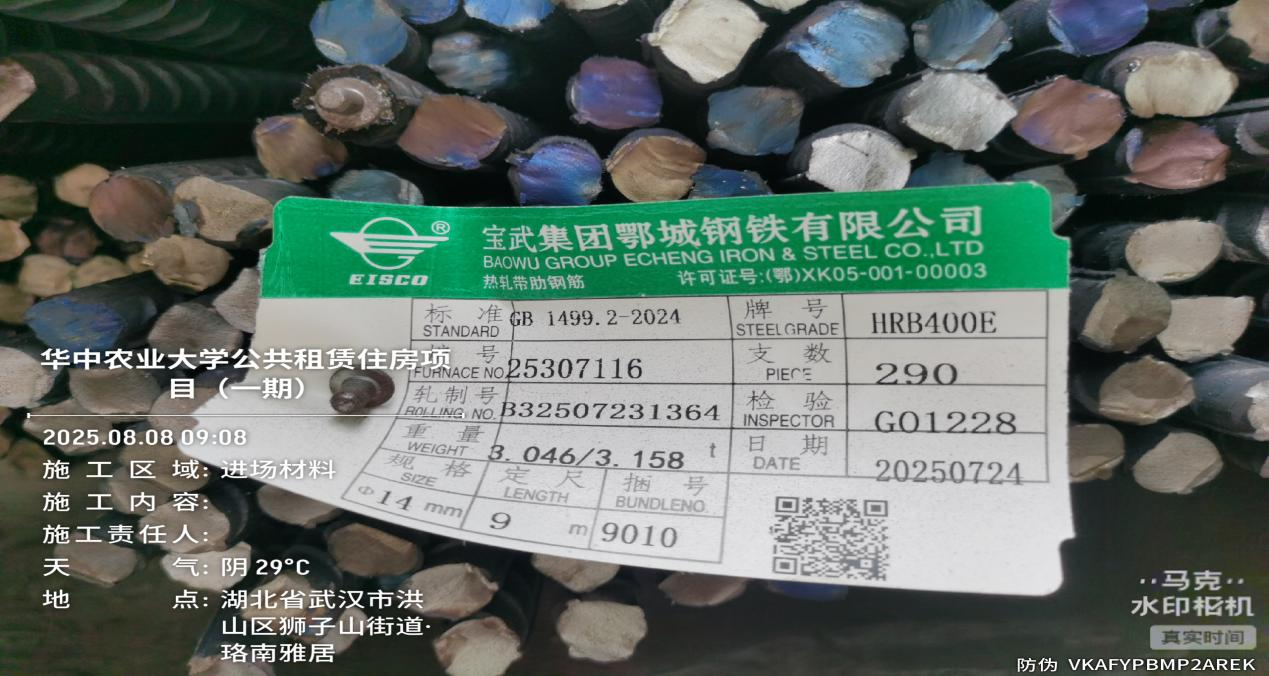 EISCO
®
宝武集团鄂城钢铁有限公司
BAOWU GROUP ECHENG IRON & STEEL CO.,LTD
热轧带肋钢筋 许可证号:(鄂)XK05-001-00003
标准 STANDARD GB 1499.2-2024 牌号 STEEL GRADE HRB400E
号 FURNACE NO. 25307116 支数 PIECE 290
轧制号 ROLLING NO. B32507231364 检验 INSPECTOR G01228
重量 WEIGHT 3.046/3.158 t 日期 DATE 20250724
规格 SIZE 定尺 LENGTH 捆号 BUNDLENO.
Φ14 mm 9 m 9010
华中农业大学公共租赁住房项
目（一期）
2025.08.08 09:08
施工区域: 进场材料
施工内容:
施工责任人:
天气: 阴 29°C
地点: 湖北省武汉市洪
山区狮子山街道·
珞南雅居
马克
水印相机
真实时间
防伪 VKAFYPBMP2AREK